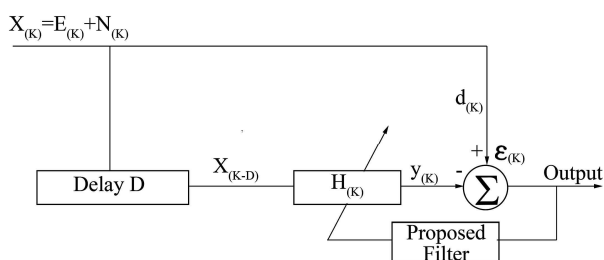 X(K)=E(K)+N(K)
d(K)
X(K-D)
y(K)
+
ε(K)
-
Output
Delay D
H(K)
Σ
Proposed
Filter